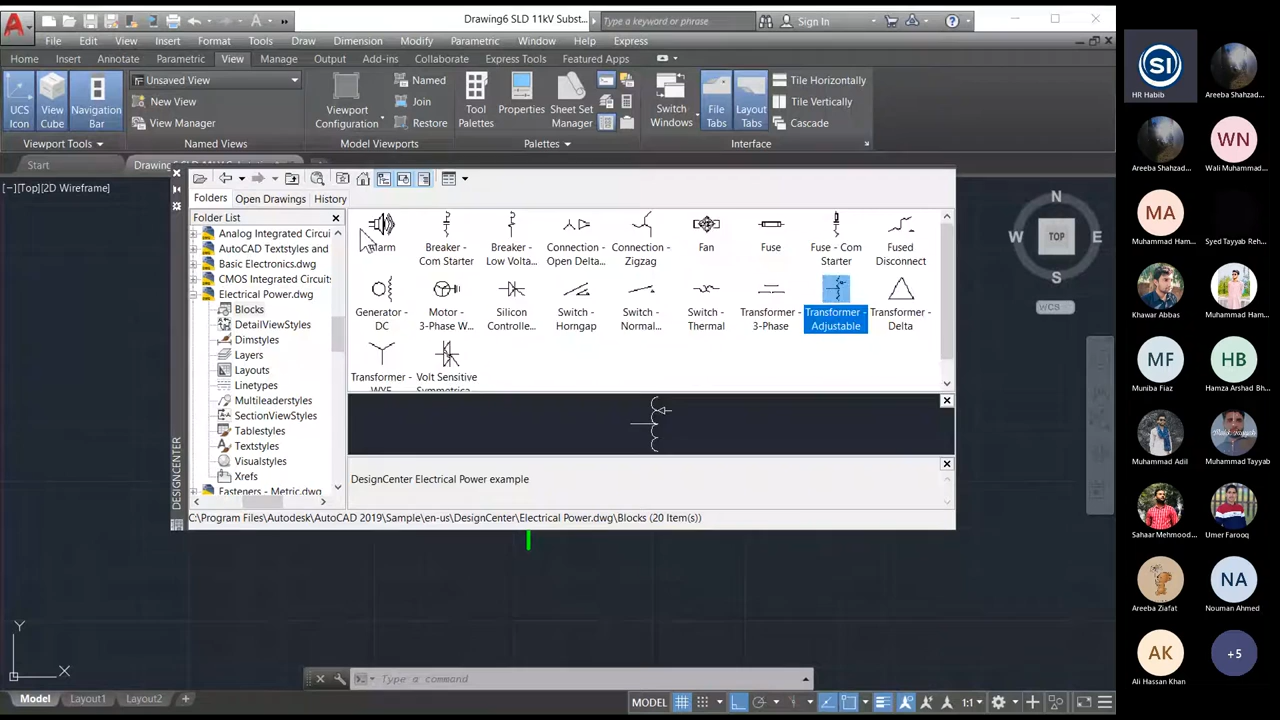 Drawing6 SLD 11kV Subst...
Type a keyword or phrase
Sign In
File Edit View Insert Format Tools Draw Dimension Modify Parametric Window Help Express
Home Insert Annotate Parametric View Manage Output Add-ins Collaborate Express Tools Featured Apps
UCS Icon
View Cube
Navigation Bar
Viewport Tools
Unsaved View
New View
View Manager
Named Views
Viewport Configuration
Named
Join
Restore
Model Viewports
Tool Palettes
Properties
Sheet Set Manager
Palettes
Switch Windows
File Tabs
Layout Tabs
Tile Horizontally
Tile Vertically
Cascade
Interface
Start
[−][Top][2D Wireframe]
Folders Open Drawings History
Folder List
Analog Integrated Circui
AutoCAD Textstyles and
Basic Electronics.dwg
CMOS Integrated Circuit
Electrical Power.dwg
Blocks
DetailViewStyles
Dimstyles
Layers
Layouts
Linetypes
Multileaderstyles
SectionViewStyles
Tablestyles
Textstyles
Visualstyles
Xrefs
Fasteners - Metric.dwg
Breaker - Com Starter
Breaker - Low Volta...
Connection - Open Delta...
Connection - Zigzag
Fan
Fuse
Fuse - Com Starter
Fused Disconnect
Generator - DC
Motor - 3-Phase W...
Silicon Controlle...
Switch - Horngap
Switch - Normal...
Switch - Thermal
Transformer - 3-Phase
Transformer - Adjustable
Transformer - Delta
Transformer - WYE
Volt Sensitive
DesignCenter Electrical Power example
C:\Program Files\Autodesk\AutoCAD 2019\Sample\en-us\DesignCenter\Electrical Power.dwg\Blocks (20 Item(s))
DESIGNCENTER
N
W TOP E
S
WCS
Y
X
Type a command
Model Layout1 Layout2 +
MODEL
1:1
SI
HR Habib
Areeba Shahzad...
Areeba Shahzad...
WN
Wali Muhammad...
MA
Muhammad Ham...
Syed Tayyab Reh...
Khawar Abbas
Muhammad Ham...
MF
Muniba Fiaz
HB
Hamza Arshad Bh...
Muhammad Adil
Muhammad Tayyab
Sahaar Mehmood...
Umer Farooq
Areeba Ziafat
NA
Nouman Ahmed
AK
Ali Hassan Khan
+5